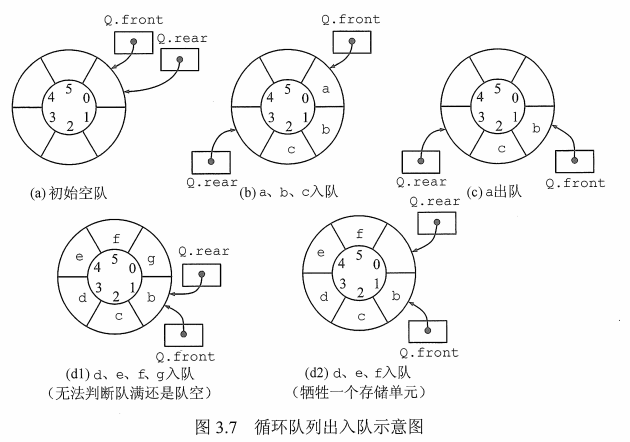 Q.front
Q.rear
5
4 0
3 1
2
(a) 初始空队
Q.front
a
5
4 0
3 1
2
b
c
Q.rear
(b) a、b、c入队
5
4 0
3 1
2
b
c
Q.rear
Q.front
(c) a出队
f
e g
5
4 0
3 1
2
d b
c
Q.rear
Q.front
(d1) d、e、f、g入队
（无法判断队满还是队空）
Q.rear
f
e
5
4 0
3 1
2
d b
c
Q.front
(d2) d、e、f入队
（牺牲一个存储单元）
图 3.7 循环队列出入队示意图